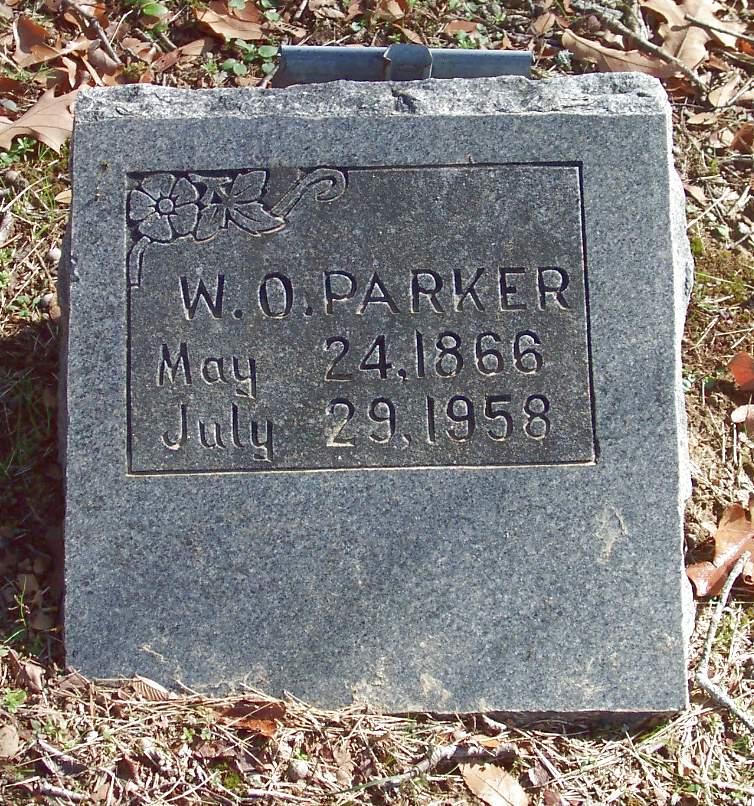 W. O. PARKER
May 24, 1866
July 29, 1958